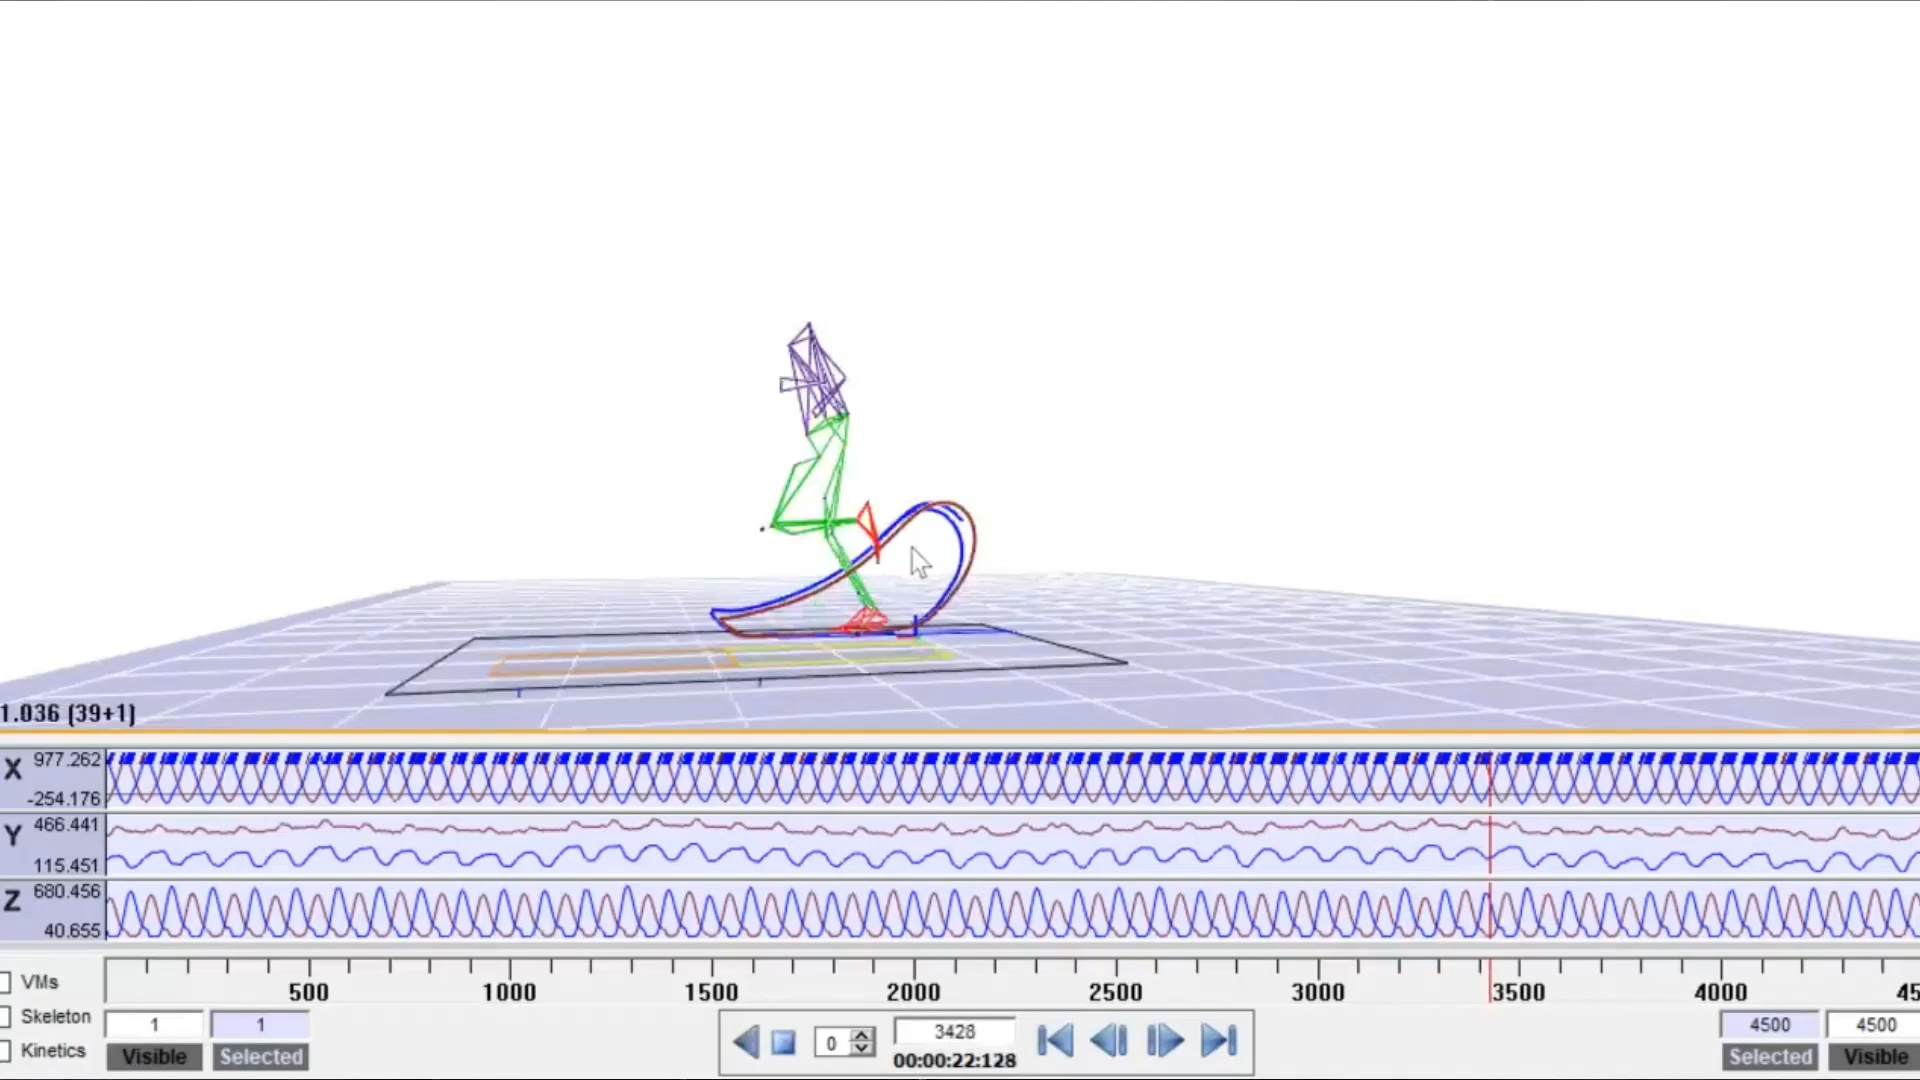 1.036 (39+1)
X 977.262
-254.176
Y 466.441
115.451
Z 680.456
40.655
VMs
500 1000 1500 2000 2500 3000 3500 4000 45
Skeleton 1 1 0 3428 4500 4500
Kinetics Visible Selected 00:00:22:128 Selected Visible